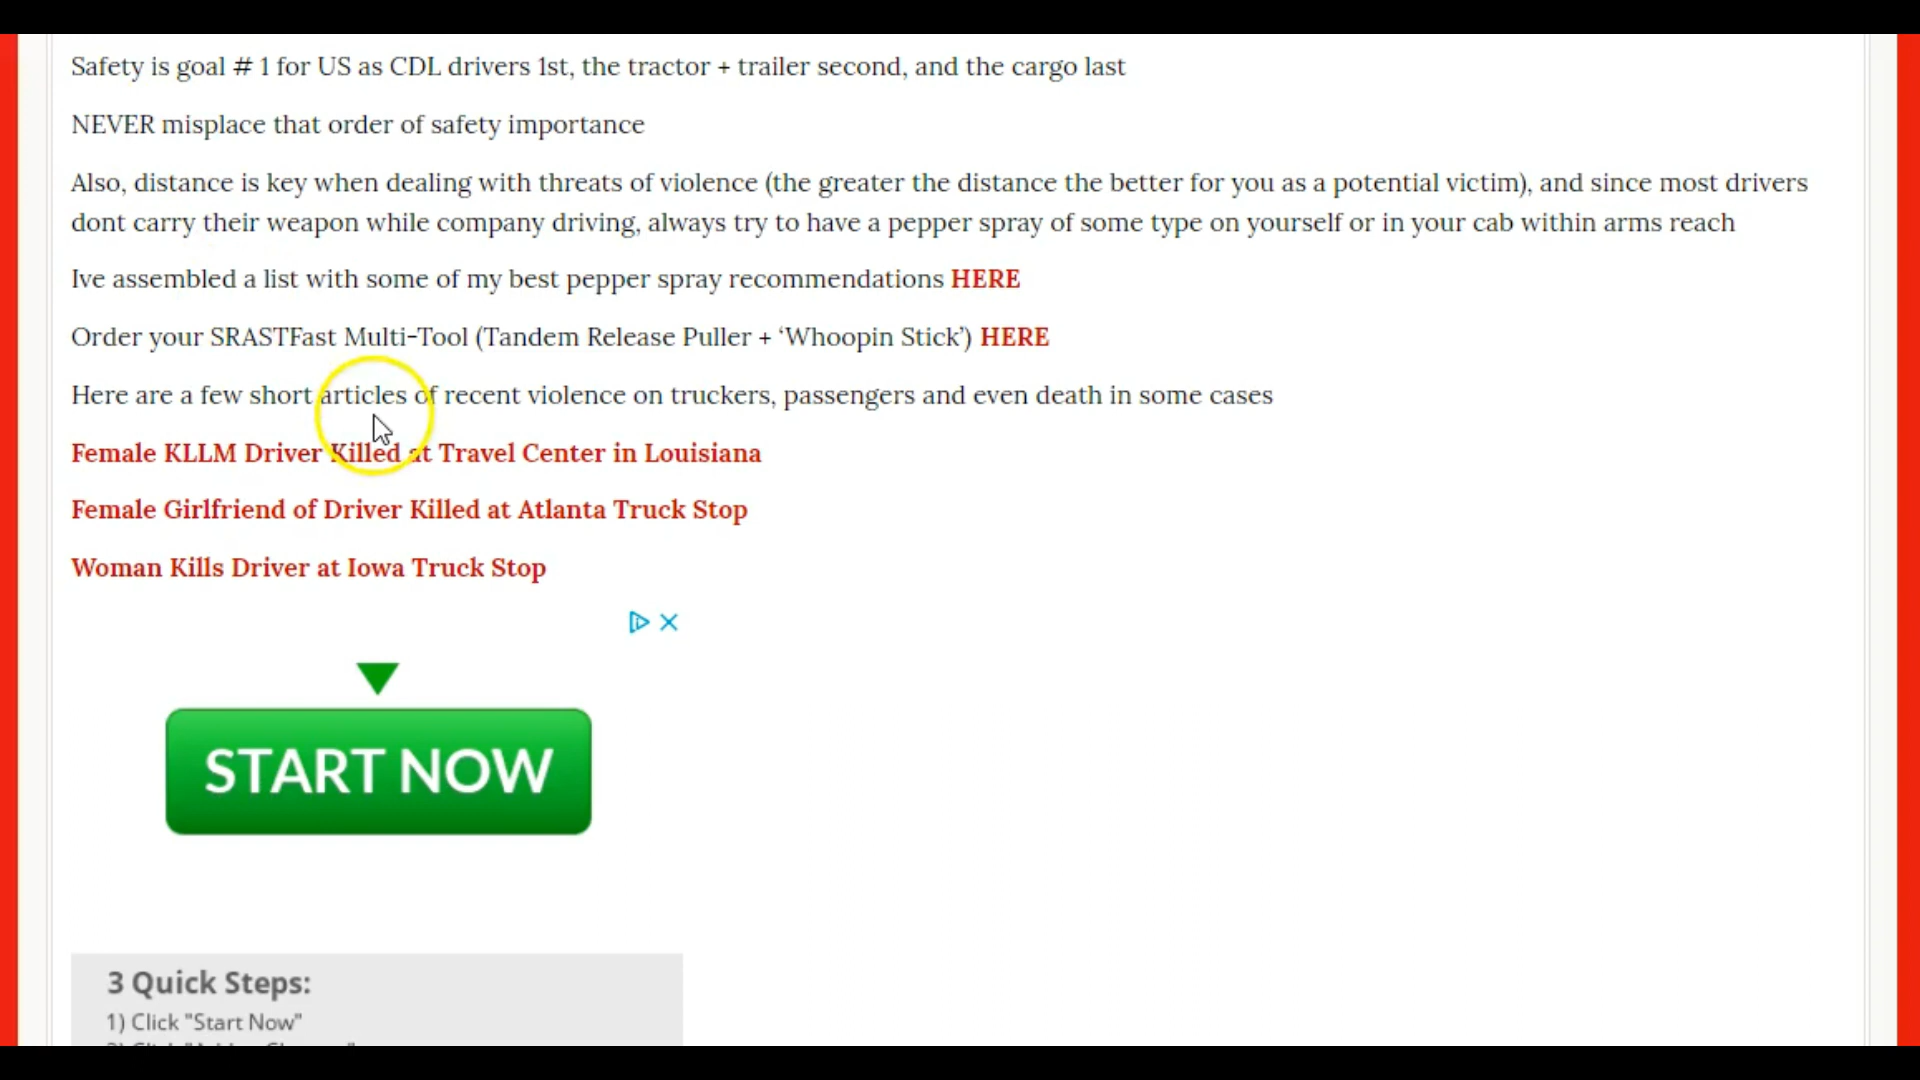 Safety is goal # 1 for US as CDL drivers 1st, the tractor + trailer second, and the cargo last
NEVER misplace that order of safety importance
Also, distance is key when dealing with threats of violence (the greater the distance the better for you as a potential victim), and since most drivers
dont carry their weapon while company driving, always try to have a pepper spray of some type on yourself or in your cab within arms reach
Ive assembled a list with some of my best pepper spray recommendations HERE
Order your SRASTFast Multi-Tool (Tandem Release Puller + ‘Whoopin Stick’) HERE
Here are a few short articles of recent violence on truckers, passengers and even death in some cases
Female KLLM Driver Killed at Travel Center in Louisiana
Female Girlfriend of Driver Killed at Atlanta Truck Stop
Woman Kills Driver at Iowa Truck Stop
START NOW
3 Quick Steps:
1) Click "Start Now"